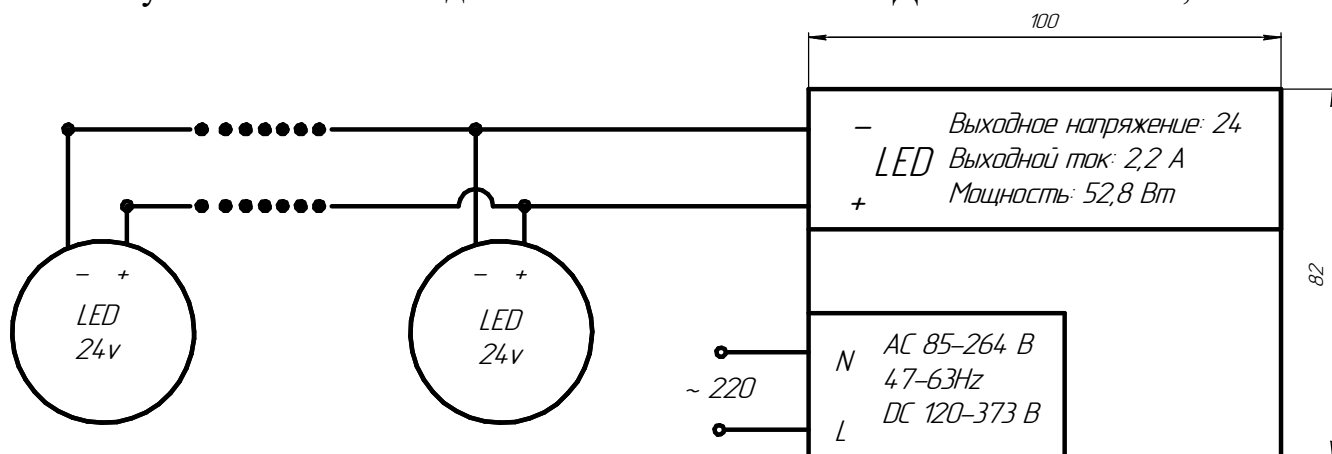 100
– Выходное напряжение: 24
LED Выходной ток: 2,2 А
+ Мощность: 52,8 Вт
82
– +
LED
24v
– +
LED
24v
~ 220
N
L
AC 85–264 В
47–63Hz
DC 120–373 В